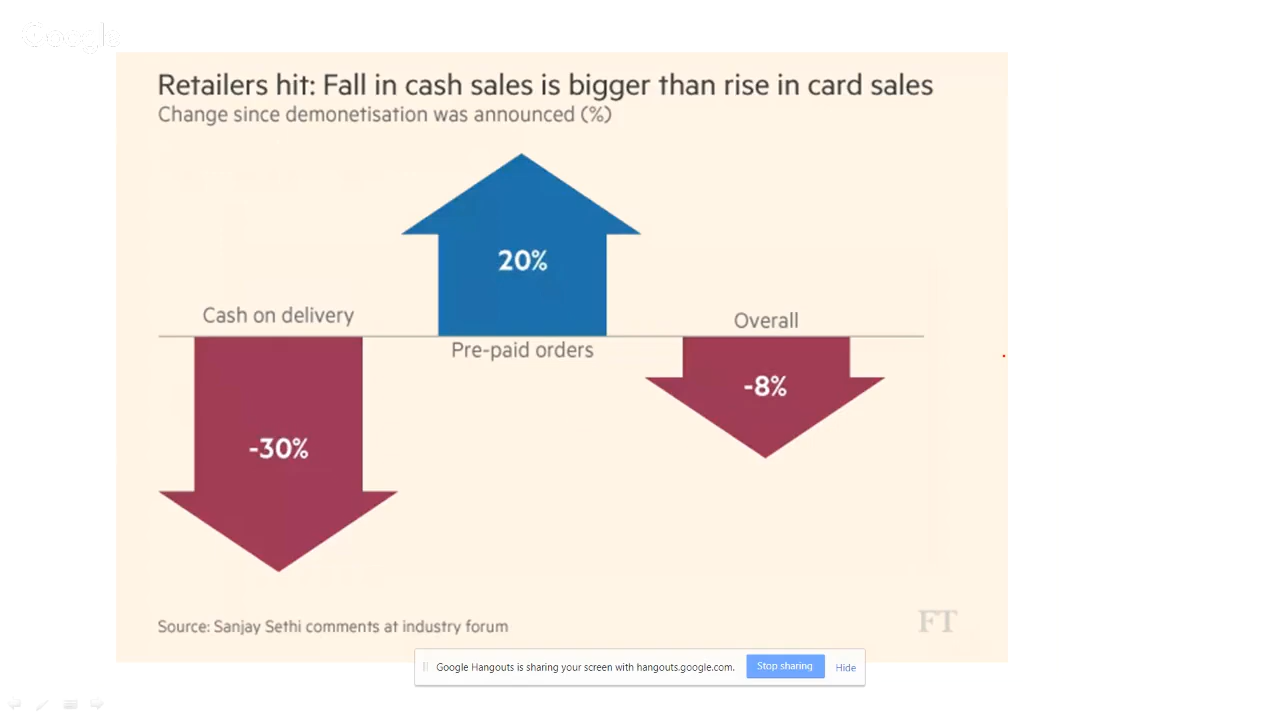 Google
Retailers hit: Fall in cash sales is bigger than rise in card sales
Change since demonetisation was announced (%)
20%
Cash on delivery
Overall
Pre-paid orders
-8%
-30%
Source: Sanjay Sethi comments at industry forum
FT
Google Hangouts is sharing your screen with hangouts.google.com.
Stop sharing
Hide